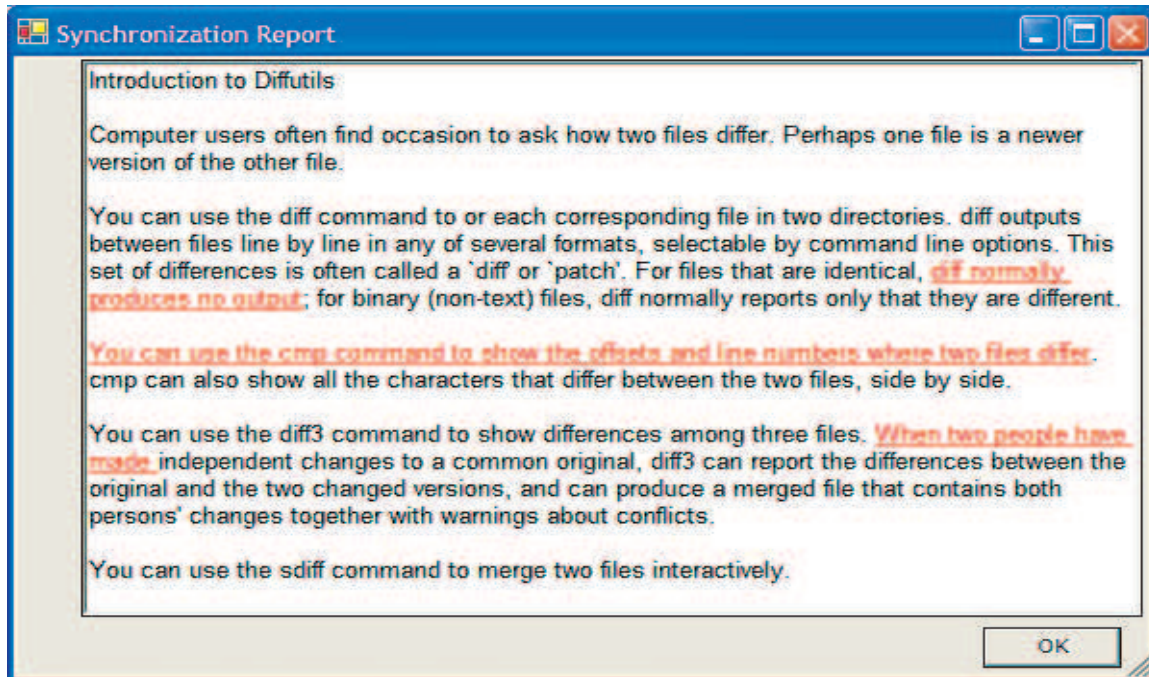 Synchronization Report
Introduction to Diffutils
Computer users often find occasion to ask how two files differ. Perhaps one file is a newer
version of the other file.
You can use the diff command to or each corresponding file in two directories. diff outputs
between files line by line in any of several formats, selectable by command line options. This
set of differences is often called a `diff' or `patch'. For files that are identical, diff normally
produces no output; for binary (non-text) files, diff normally reports only that they are different.
You can use the cmp command to show the offsets and line numbers where two files differ.
cmp can also show all the characters that differ between the two files, side by side.
You can use the diff3 command to show differences among three files. When two people have
made independent changes to a common original, diff3 can report the differences between the
original and the two changed versions, and can produce a merged file that contains both
persons' changes together with warnings about conflicts.
You can use the sdiff command to merge two files interactively.
OK